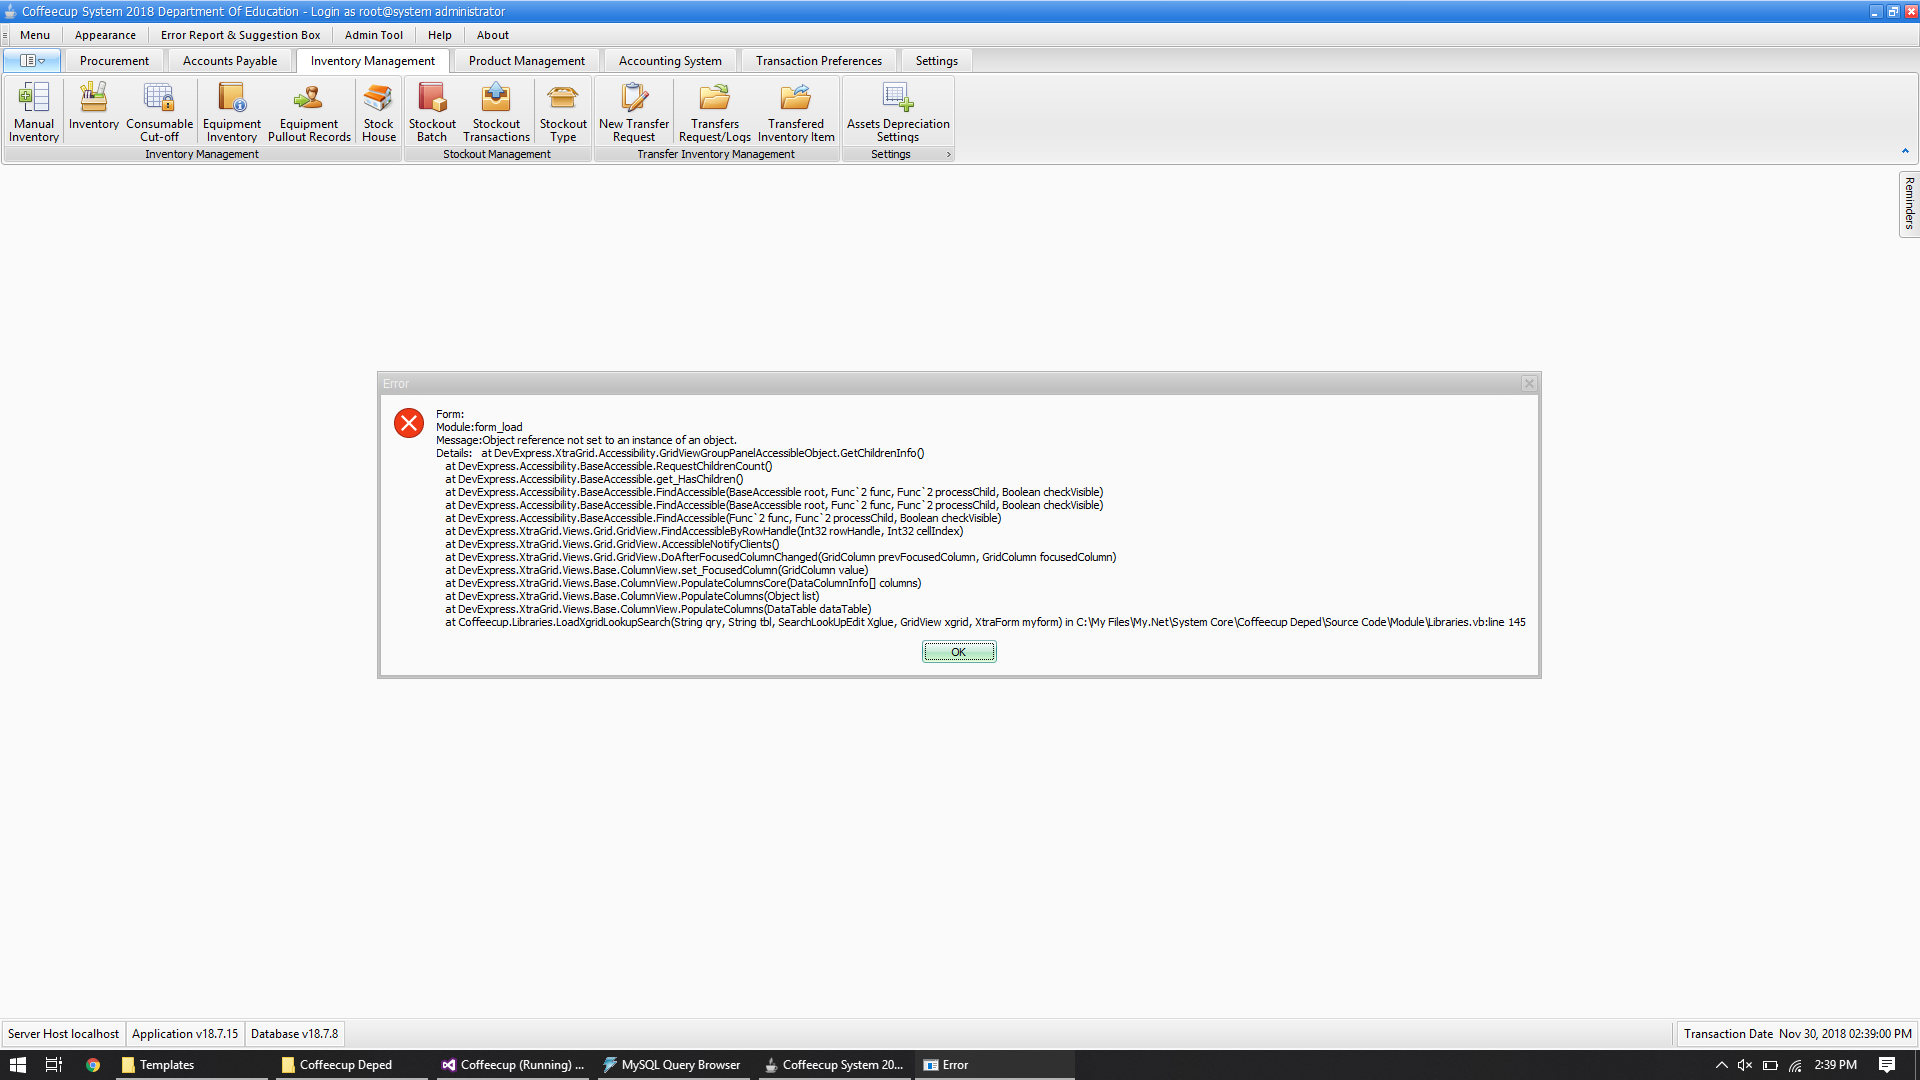 Coffeecup System 2018 Department Of Education - Login as root@system administrator
Menu Appearance Error Report & Suggestion Box Admin Tool Help About
Procurement Accounts Payable Inventory Management Product Management Accounting System Transaction Preferences Settings
Manual Inventory
Inventory
Consumable Cut-off
Equipment Inventory
Equipment Pullout Records
Stock House
Inventory Management
Stockout Batch
Stockout Transactions
Stockout Type
Stockout Management
New Transfer Request
Transfers Request/Logs
Transfered Inventory Item
Transfer Inventory Management
Assets Depreciation Settings
Settings
Reminders
Error
Form:
Module:form_load
Message:Object reference not set to an instance of an object.
Details:   at DevExpress.XtraGrid.Accessibility.GridViewGroupPanelAccessibleObject.GetChildrenInfo()
at DevExpress.Accessibility.BaseAccessible.RequestChildrenCount()
at DevExpress.Accessibility.BaseAccessible.get_HasChildren()
at DevExpress.Accessibility.BaseAccessible.FindAccessible(BaseAccessible root, Func`2 func, Func`2 processChild, Boolean checkVisible)
at DevExpress.Accessibility.BaseAccessible.FindAccessible(BaseAccessible root, Func`2 func, Func`2 processChild, Boolean checkVisible)
at DevExpress.Accessibility.BaseAccessible.FindAccessible(Func`2 func, Func`2 processChild, Boolean checkVisible)
at DevExpress.XtraGrid.Views.Grid.GridView.FindAccessibleByRowHandle(Int32 rowHandle, Int32 cellIndex)
at DevExpress.XtraGrid.Views.Grid.GridView.AccessibleNotifyClients()
at DevExpress.XtraGrid.Views.Grid.GridView.DoAfterFocusedColumnChanged(GridColumn prevFocusedColumn, GridColumn focusedColumn)
at DevExpress.XtraGrid.Views.Base.ColumnView.set_FocusedColumn(GridColumn value)
at DevExpress.XtraGrid.Views.Base.ColumnView.PopulateColumnsCore(DataColumnInfo[] columns)
at DevExpress.XtraGrid.Views.Base.ColumnView.PopulateColumns(Object list)
at DevExpress.XtraGrid.Views.Base.ColumnView.PopulateColumns(DataTable dataTable)
at Coffeecup.Libraries.LoadXgridLookupSearch(String qry, String tbl, SearchLookUpEdit Xglue, GridView xgrid, XtraForm myform) in C:\My Files\My.Net\System Core\Coffeecup Deped\Source Code\Module\Libraries.vb:line 145
OK
Server Host localhost Application v18.7.15 Database v18.7.8 Transaction Date Nov 30, 2018 02:39:00 PM
Templates Coffeecup Deped Coffeecup (Running) ... MySQL Query Browser Coffeecup System 20... Error 2:39 PM